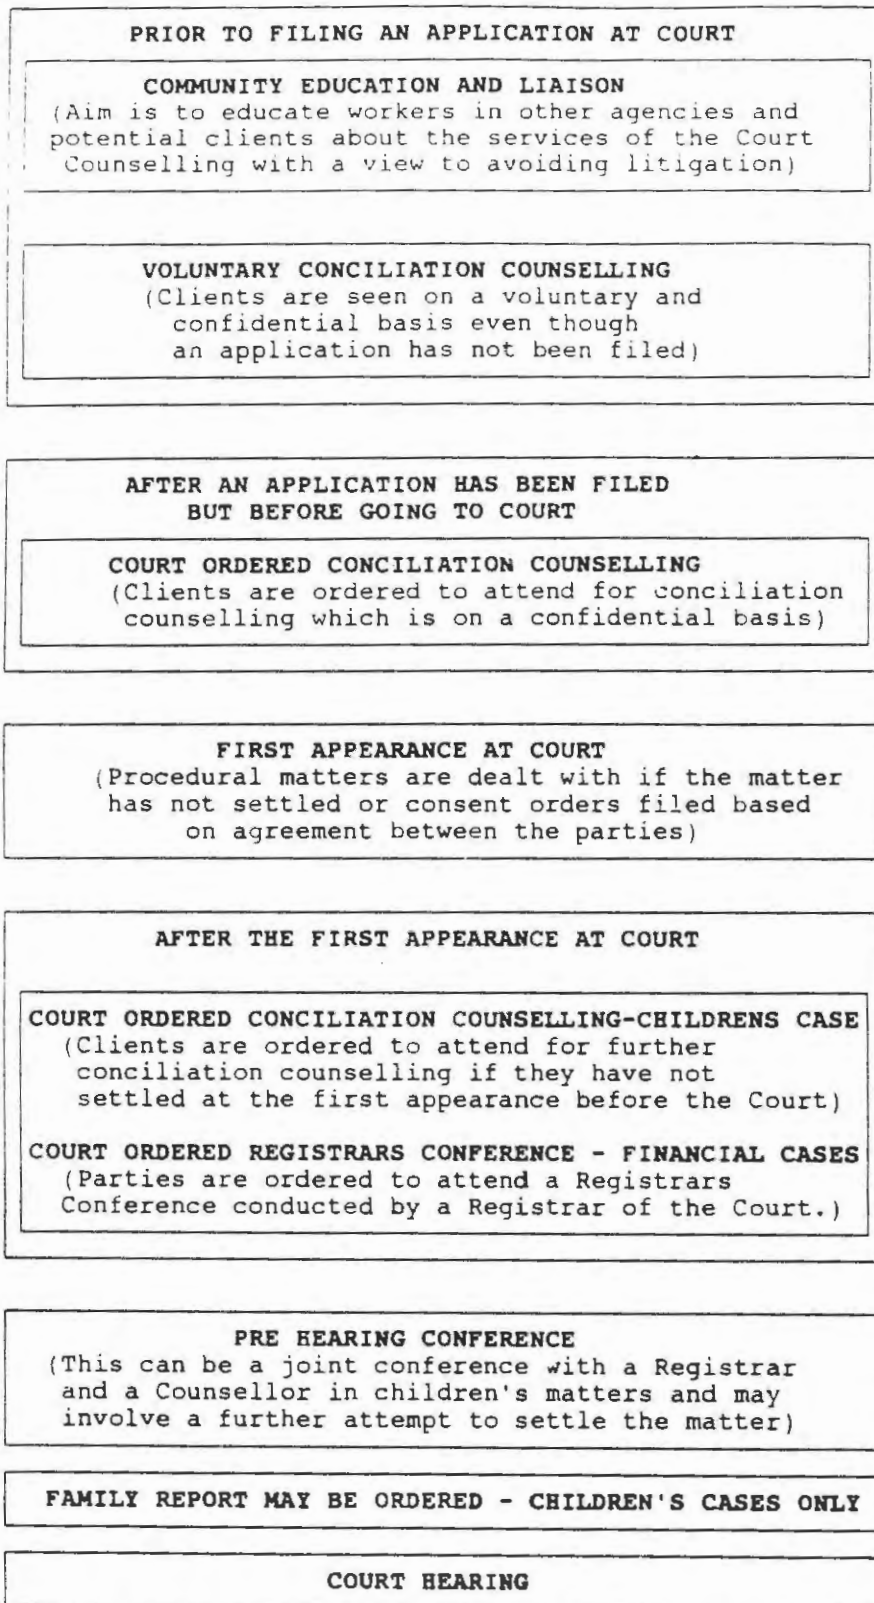 PRIOR TO FILING AN APPLICATION AT COURT
COMMUNITY EDUCATION AND LIAISON
(Aim is to educate workers in other agencies and
potential clients about the services of the Court
Counselling with a view to avoiding litigation)
VOLUNTARY CONCILIATION COUNSELLING
(Clients are seen on a voluntary and
confidential basis even though
an application has not been filed)
AFTER AN APPLICATION HAS BEEN FILED
BUT BEFORE GOING TO COURT
COURT ORDERED CONCILIATION COUNSELLING
(Clients are ordered to attend for conciliation
counselling which is on a confidential basis)
FIRST APPEARANCE AT COURT
(Procedural matters are dealt with if the matter
has not settled or consent orders filed based
on agreement between the parties)
AFTER THE FIRST APPEARANCE AT COURT
COURT ORDERED CONCILIATION COUNSELLING-CHILDRENS CASE
(Clients are ordered to attend for further
conciliation counselling if they have not
settled at the first appearance before the Court)
COURT ORDERED REGISTRARS CONFERENCE - FINANCIAL CASES
(Parties are ordered to attend a Registrars
Conference conducted by a Registrar of the Court.)
PRE HEARING CONFERENCE
(This can be a joint conference with a Registrar
and a Counsellor in children's matters and may
involve a further attempt to settle the matter)
FAMILY REPORT MAY BE ORDERED - CHILDREN'S CASES ONLY
COURT HEARING